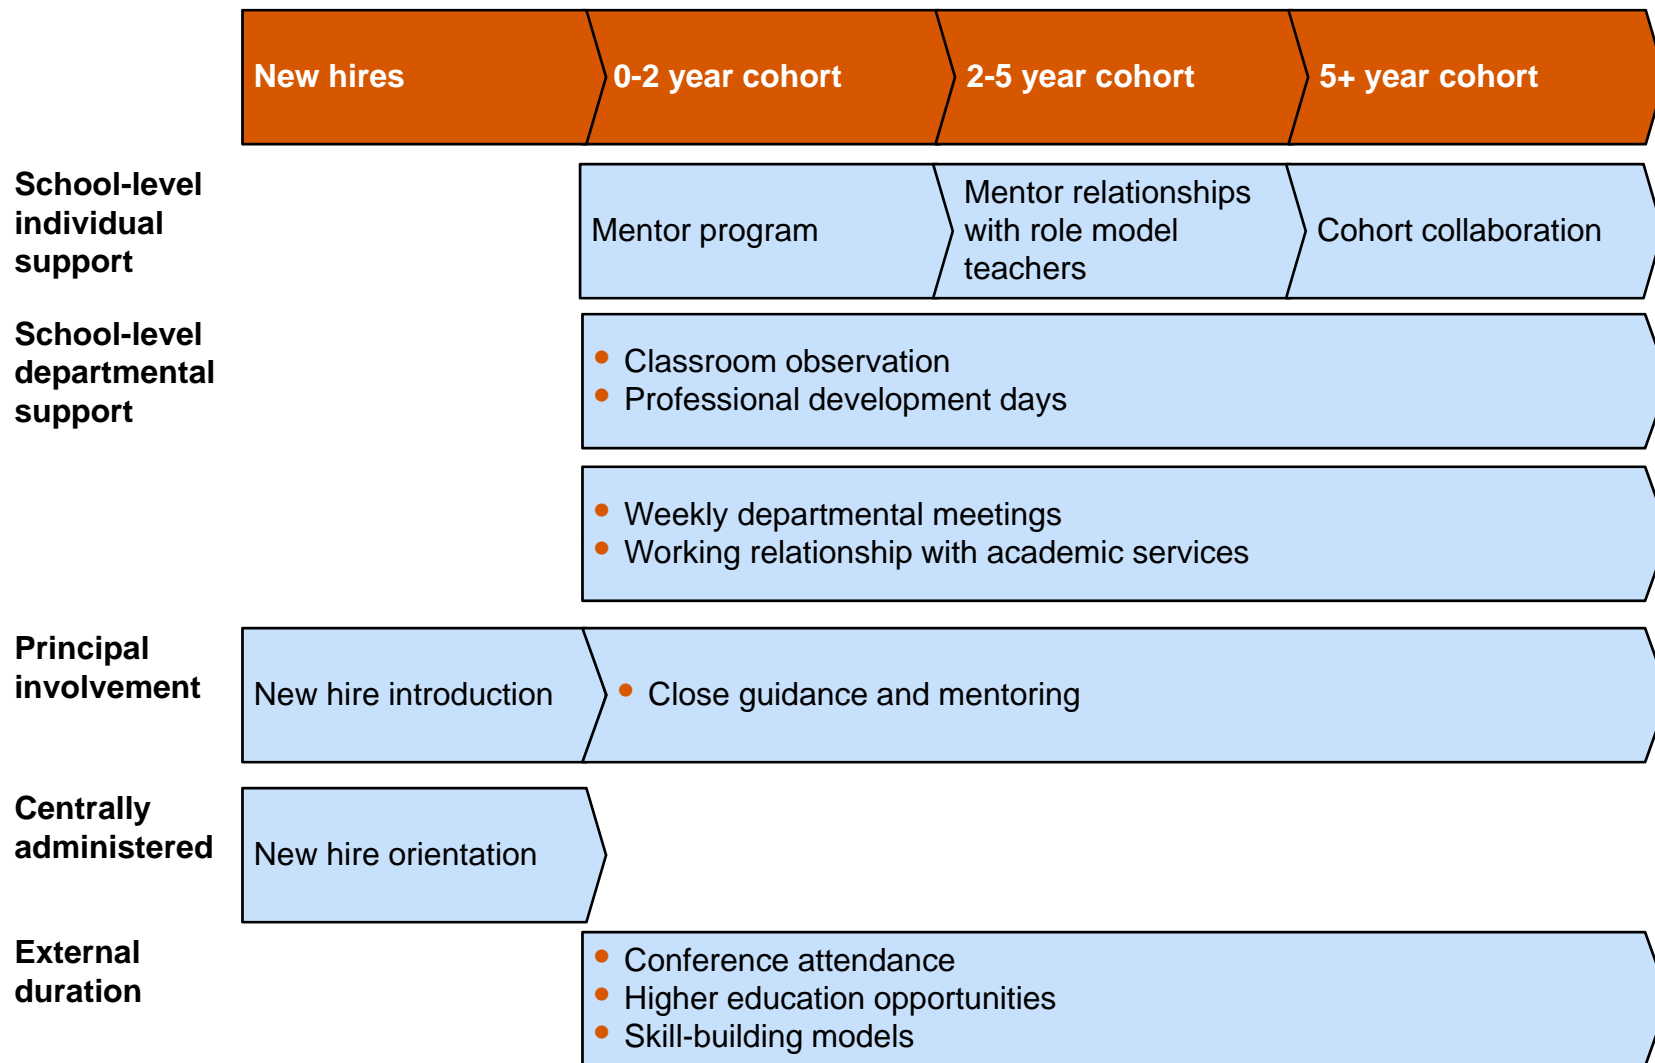 New hires
0-2 year cohort
2-5 year cohort
5+ year cohort
School-level
individual
support
Mentor program
Mentor relationships
with role model
teachers
Cohort collaboration
School-level
departmental
support
• Classroom observation
• Professional development days
• Weekly departmental meetings
• Working relationship with academic services
Principal
involvement
New hire introduction
• Close guidance and mentoring
Centrally
administered
New hire orientation
External
duration
• Conference attendance
• Higher education opportunities
• Skill-building models